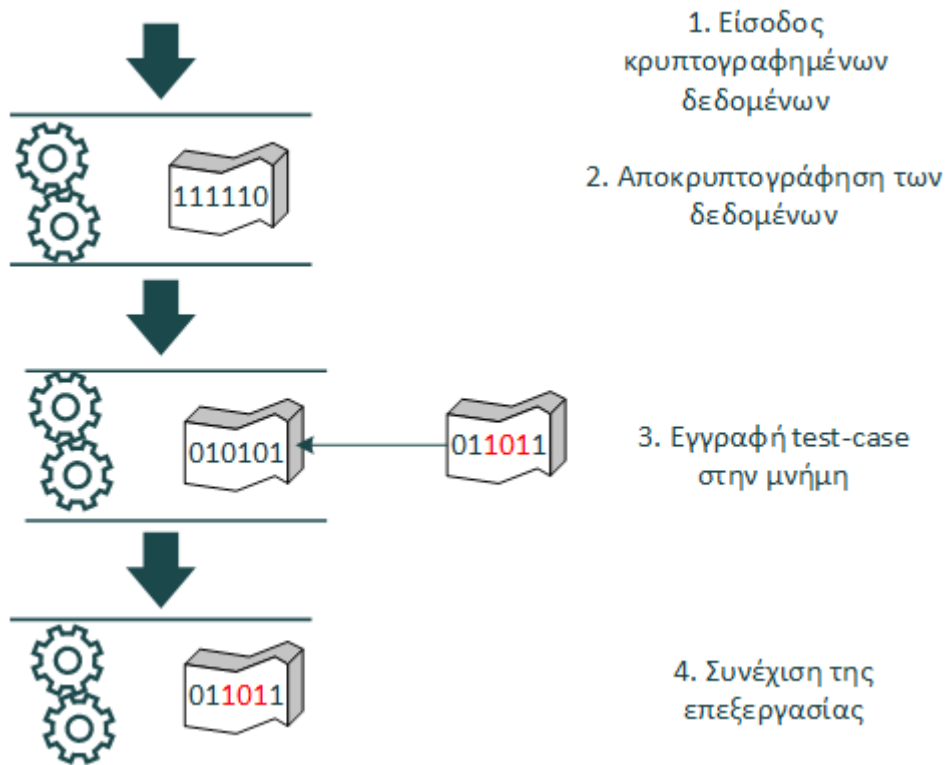 1. Είσοδος
κρυπτογραφημένων
δεδομένων
111110
2. Αποκρυπτογράφηση των
δεδομένων
010101
011011
3. Εγγραφή test-case
στην μνήμη
011011
4. Συνέχιση της
επεξεργασίας